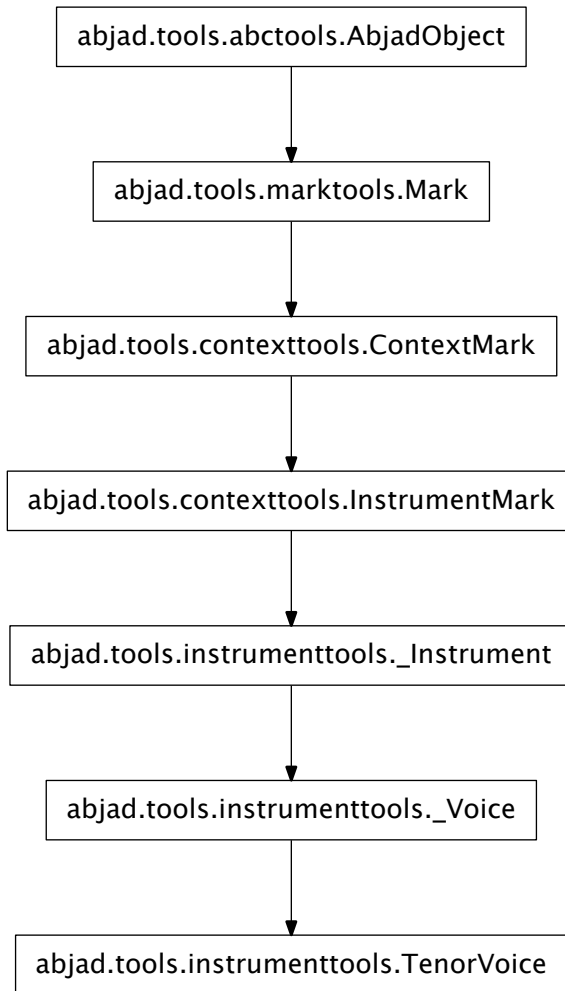 abjad.tools.abctools.AbjadObject
abjad.tools.marktools.Mark
abjad.tools.contexttools.ContextMark
abjad.tools.contexttools.InstrumentMark
abjad.tools.instrumenttools._Instrument
abjad.tools.instrumenttools._Voice
abjad.tools.instrumenttools.TenorVoice